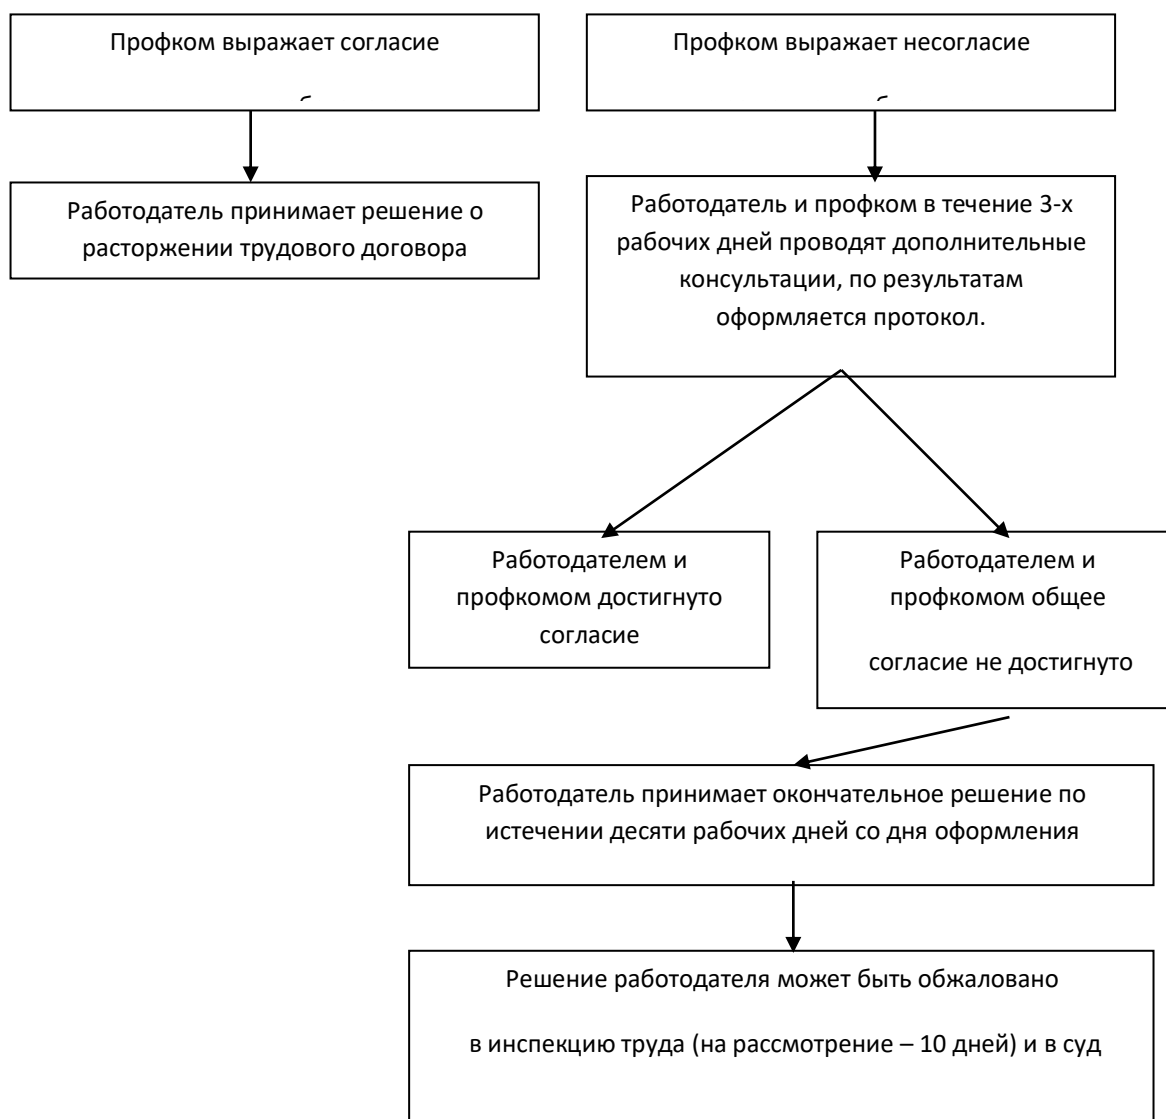 Профком выражает согласие
Профком выражает несогласие
Работодатель принимает решение о
расторжении трудового договора
Работодатель и профком в течение 3-х
рабочих дней проводят дополнительные
консультации, по результатам
оформляется протокол.
Работодателем и
профкомом достигнуто
согласие
Работодателем и
профкомом общее
согласие не достигнуто
Работодатель принимает окончательное решение по
истечении десяти рабочих дней со дня оформления
Решение работодателя может быть обжаловано
в инспекцию труда (на рассмотрение – 10 дней) и в суд